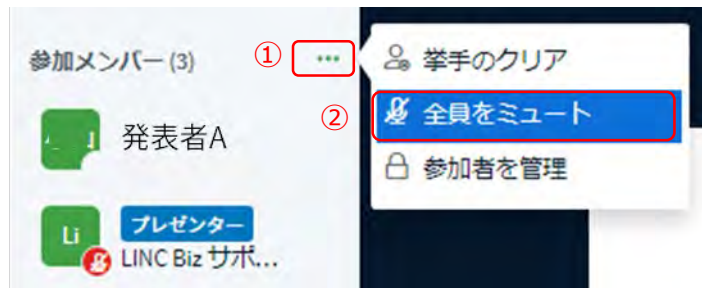 参加メンバー (3)
①
...
挙手のクリア
②
全員をミュート
参加者を管理
発表者A
Li
プレゼンター
LINC Biz サポ...